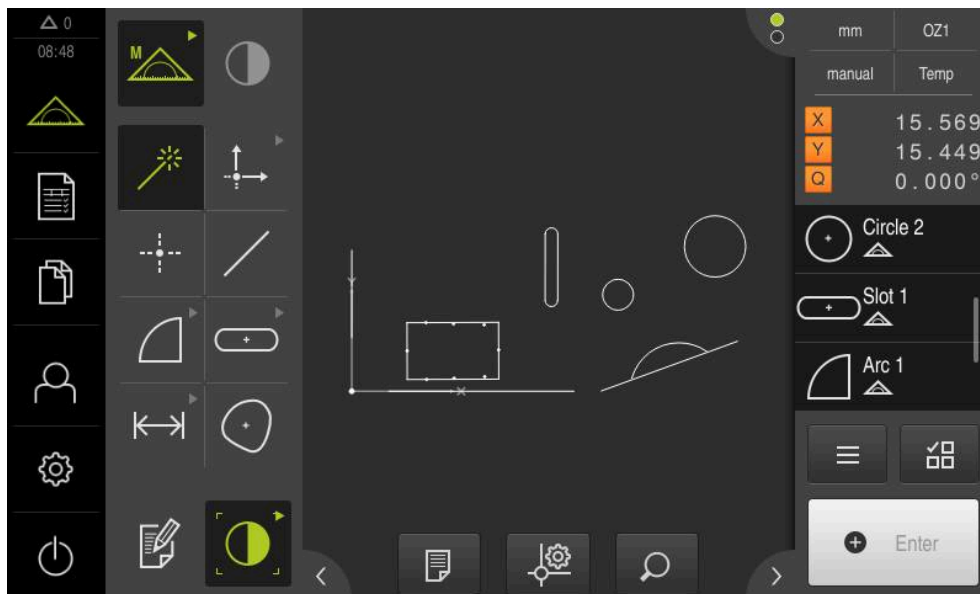 0
08:48
M
mm
OZ1
manual
Temp
X 15.569
Y 15.449
Q 0.000°
Circle 2
Slot 1
Arc 1
Y
X
Enter